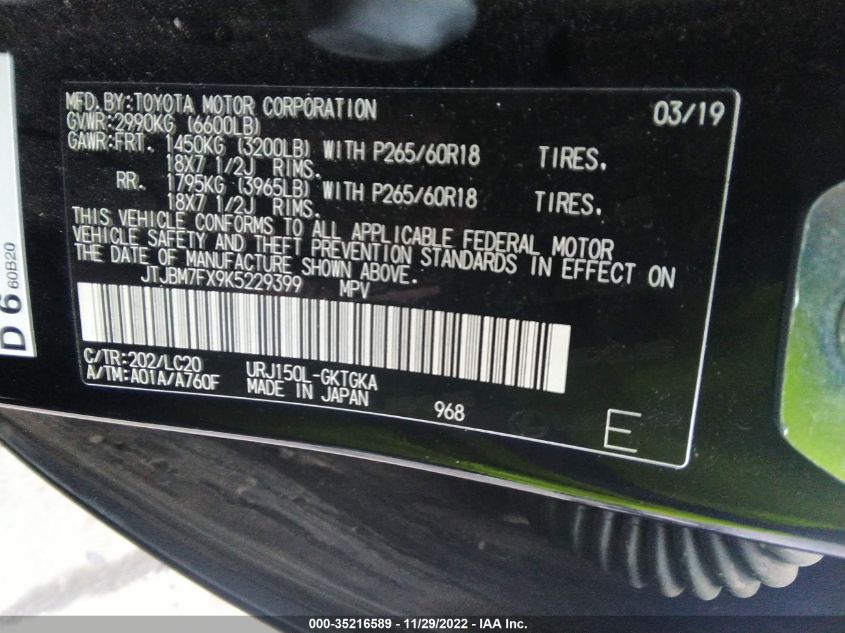 MFD.BY:TOYOTA MOTOR CORPORATION 03/19
GVWR:2990KG (6600LB)
GAWR:FRT. 1450KG (3200LB) WITH P265/60R18 TIRES.
18X7 1/2J RIMS.
RR. 1795KG (3965LB) WITH P265/60R18 TIRES.
18X7 1/2J RIMS.
THIS VEHICLE CONFORMS TO ALL APPLICABLE FEDERAL MOTOR
VEHICLE SAFETY AND THEFT PREVENTION STANDARDS IN EFFECT ON
THE DATE OF MANUFACTURE SHOWN ABOVE.
JTJBM7FX9K5229399 MPV
C/TR:202/LC20 URJ150L-GKTGKA
A/TM:A01A/A760F MADE IN JAPAN
968
E
D 6 60B20
000-35216589 - 11/29/2022 - IAA Inc.